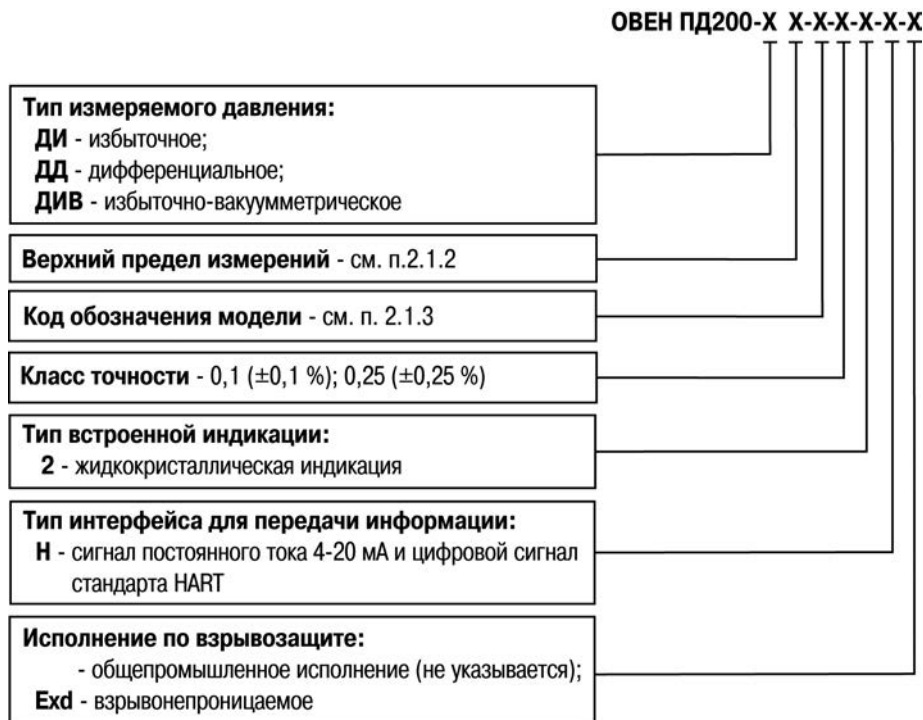 ОВЕН ПД200-Х Х-Х-Х-Х-Х-Х
Тип измеряемого давления:
ДИ - избыточное;
ДД - дифференциальное;
ДИВ - избыточно-вакуумметрическое
Верхний предел измерений - см. п.2.1.2
Код обозначения модели - см. п. 2.1.3
Класс точности - 0,1 (±0,1 %); 0,25 (±0,25 %)
Тип встроенной индикации:
2 - жидкокристаллическая индикация
Тип интерфейса для передачи информации:
Н - сигнал постоянного тока 4-20 мА и цифровой сигнал
стандарта HART
Исполнение по взрывозащите:
- общепромышленное исполнение (не указывается);
Exd - взрывонепроницаемое